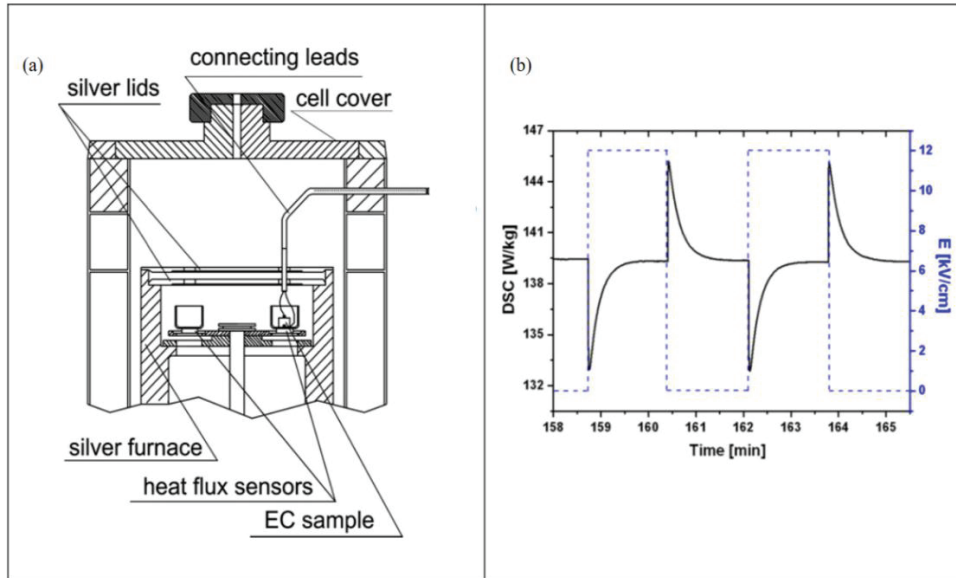 (a)
connecting leads
silver lids
cell cover
silver furnace
heat flux sensors
EC sample
(b)
147
145
141
139
135
132
DSC [W/kg]
12
10
8
6
4
2
0
E [kV/cm]
158 159 160 161 162 163 164 165
Time [min]